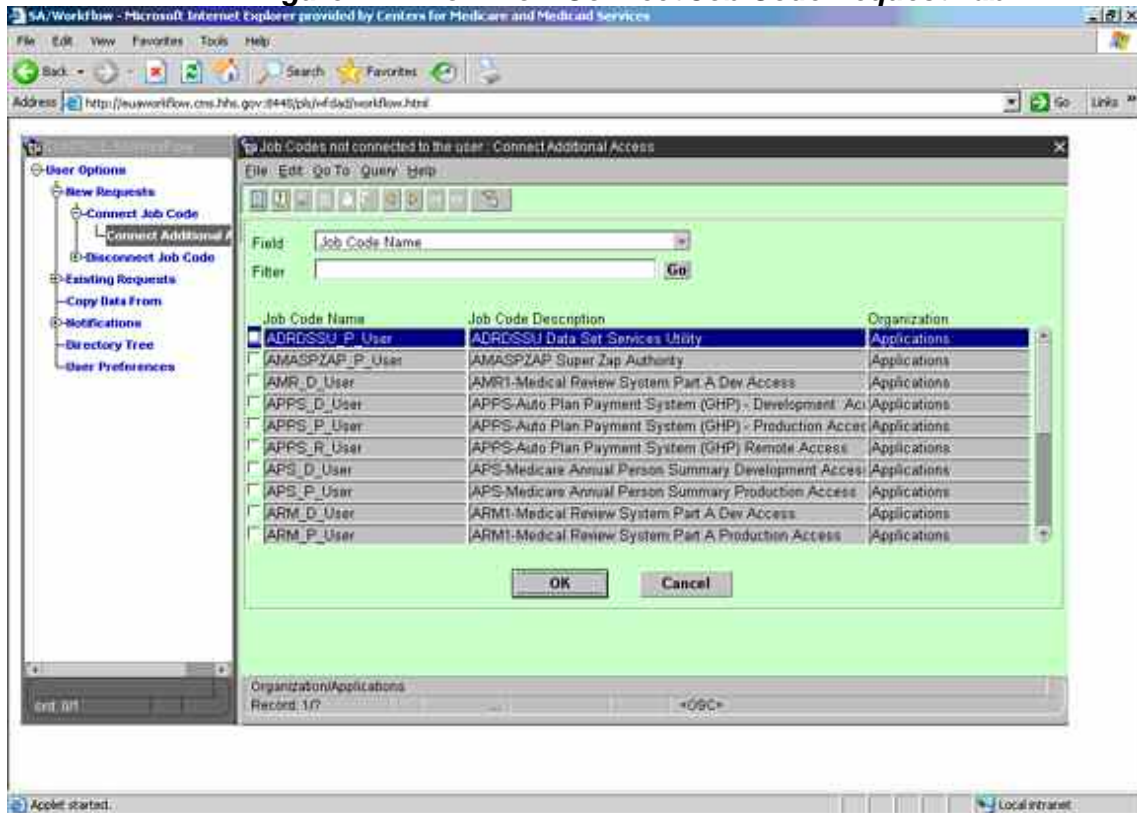 SA/Workflow - Microsoft Internet Explorer provided by Centers for Medicare and Medicaid Services
File Edit View Favorites Tools Help
Back Search Favorites
Address http://euaworkflow.cms.hhs.gov:8448/pls/wfdad/workflow.html Go Links
Job Codes not connected to the user : Connect Additional Access
File Edit Go To Query Help
User Options
New Requests
Connect Job Code
Connect Additional A
Disconnect Job Code
Existing Requests
Copy Data From
Notifications
Directory Tree
User Preferences
Field Job Code Name
Filter Go
Job Code Name Job Code Description Organization
ADRDSSU_P_User ADRDSSU Data Set Services Utility Applications
AMASPZAP_P_User AMASPZAP Super Zap Authority Applications
AMR_D_User AMR1-Medical Review System Part A Dev Access Applications
APPS_D_User APPS-Auto Plan Payment System (GHP) - Development Acc Applications
APPS_P_User APPS-Auto Plan Payment System (GHP) - Production Acces Applications
APPS_R_User APPS-Auto Plan Payment System (GHP) Remote Access Applications
APS_D_User APS-Medicare Annual Person Summary Development Acces Applications
APS_P_User APS-Medicare Annual Person Summary Production Access Applications
ARM_D_User ARM1-Medical Review System Part A Dev Access Applications
ARM_P_User ARM1-Medical Review System Part A Production Access Applications
OK Cancel
Organization/Applications
Record: 1/? ... <OSC>
Applet started. Local intranet